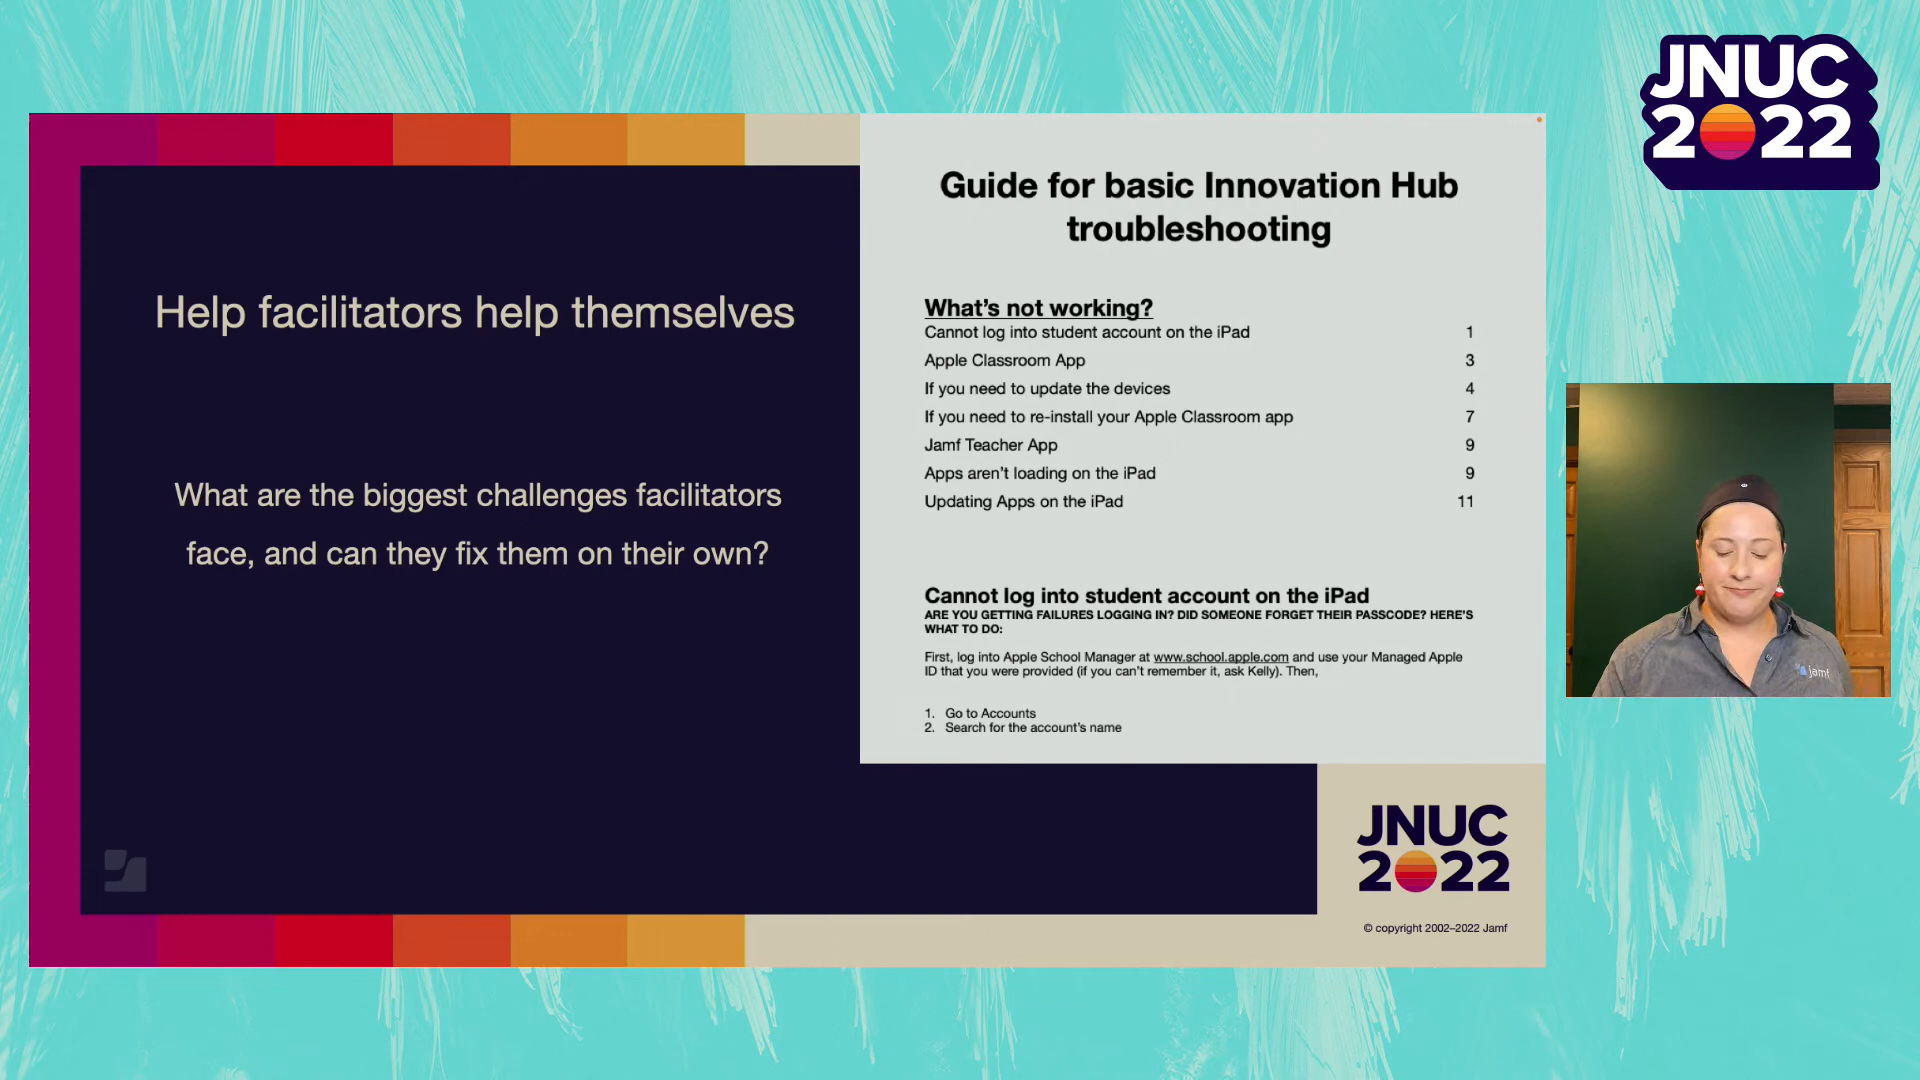 JNUC
2022
Help facilitators help themselves
What are the biggest challenges facilitators
face, and can they fix them on their own?
Guide for basic Innovation Hub
troubleshooting
What's not working?
Cannot log into student account on the iPad 1
Apple Classroom App 3
If you need to update the devices 4
If you need to re-install your Apple Classroom app 7
Jamf Teacher App 9
Apps aren't loading on the iPad 9
Updating Apps on the iPad 11
Cannot log into student account on the iPad
ARE YOU GETTING FAILURES LOGGING IN? DID SOMEONE FORGET THEIR PASSCODE? HERE'S
WHAT TO DO:
First, log into Apple School Manager at www.school.apple.com and use your Managed Apple
ID that you were provided (if you can't remember it, ask Kelly). Then,
1. Go to Accounts
2. Search for the account's name
jamf
JNUC
2022
© copyright 2002–2022 Jamf